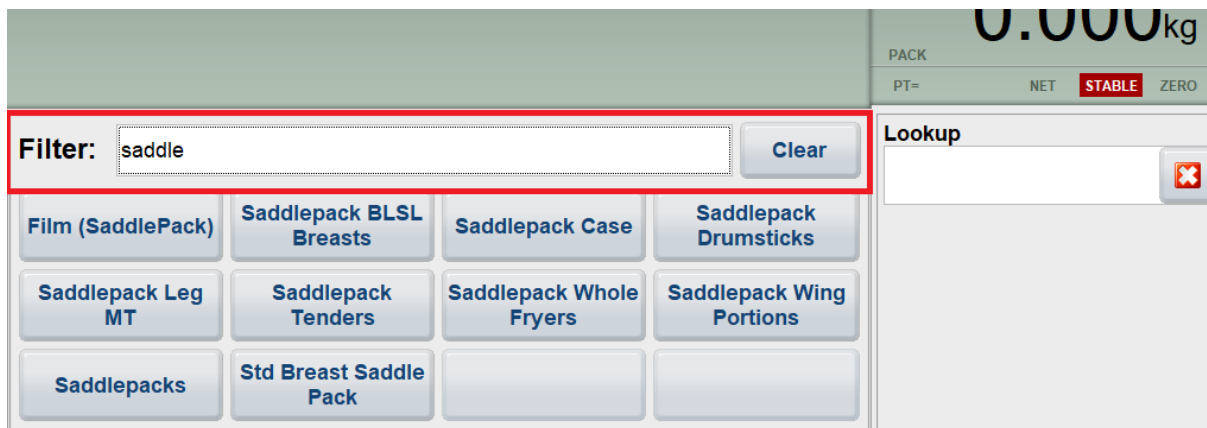 0.000kg
PACK
PT= NET STABLE ZERO
Filter: saddle Clear
Lookup
Film (SaddlePack)
Saddlepack BLSL
Breasts
Saddlepack Case
Saddlepack
Drumsticks
Saddlepack Leg
MT
Saddlepack
Tenders
Saddlepack Whole
Fryers
Saddlepack Wing
Portions
Saddlepacks
Std Breast Saddle
Pack